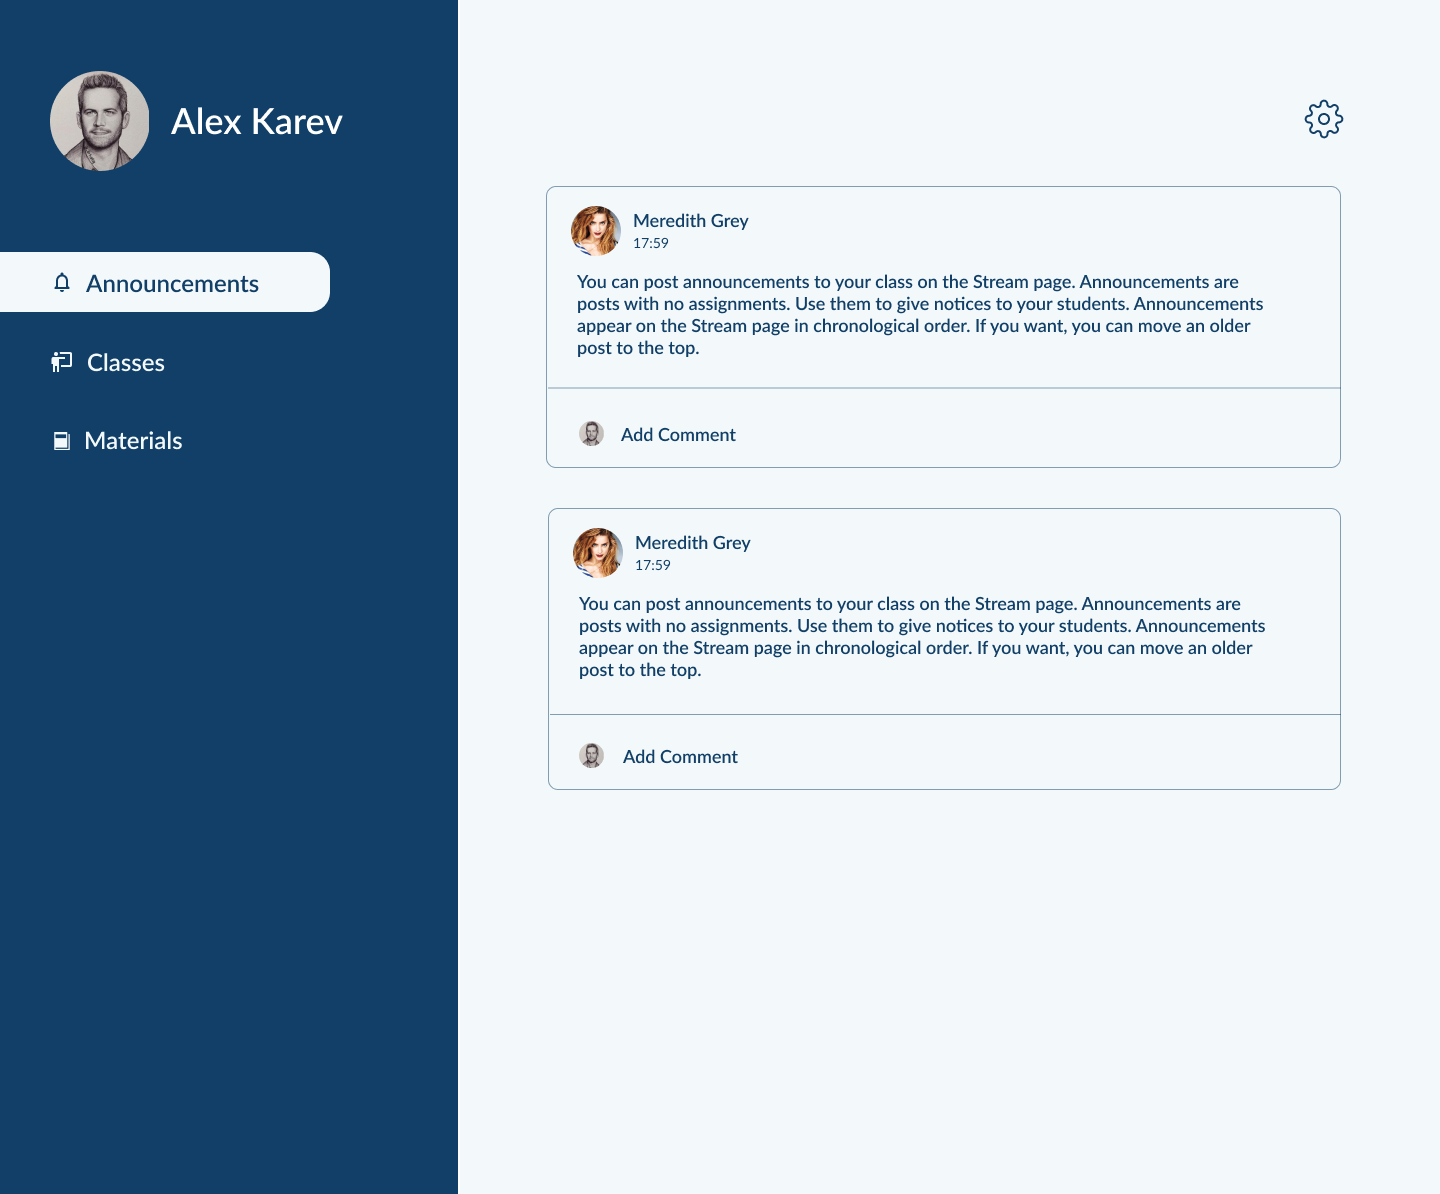 Alex Karev
Announcements
Classes
Materials
Meredith Grey
17:59
You can post announcements to your class on the Stream page. Announcements are
posts with no assignments. Use them to give notices to your students. Announcements
appear on the Stream page in chronological order. If you want, you can move an older
post to the top.
Add Comment
Meredith Grey
17:59
You can post announcements to your class on the Stream page. Announcements are
posts with no assignments. Use them to give notices to your students. Announcements
appear on the Stream page in chronological order. If you want, you can move an older
post to the top.
Add Comment